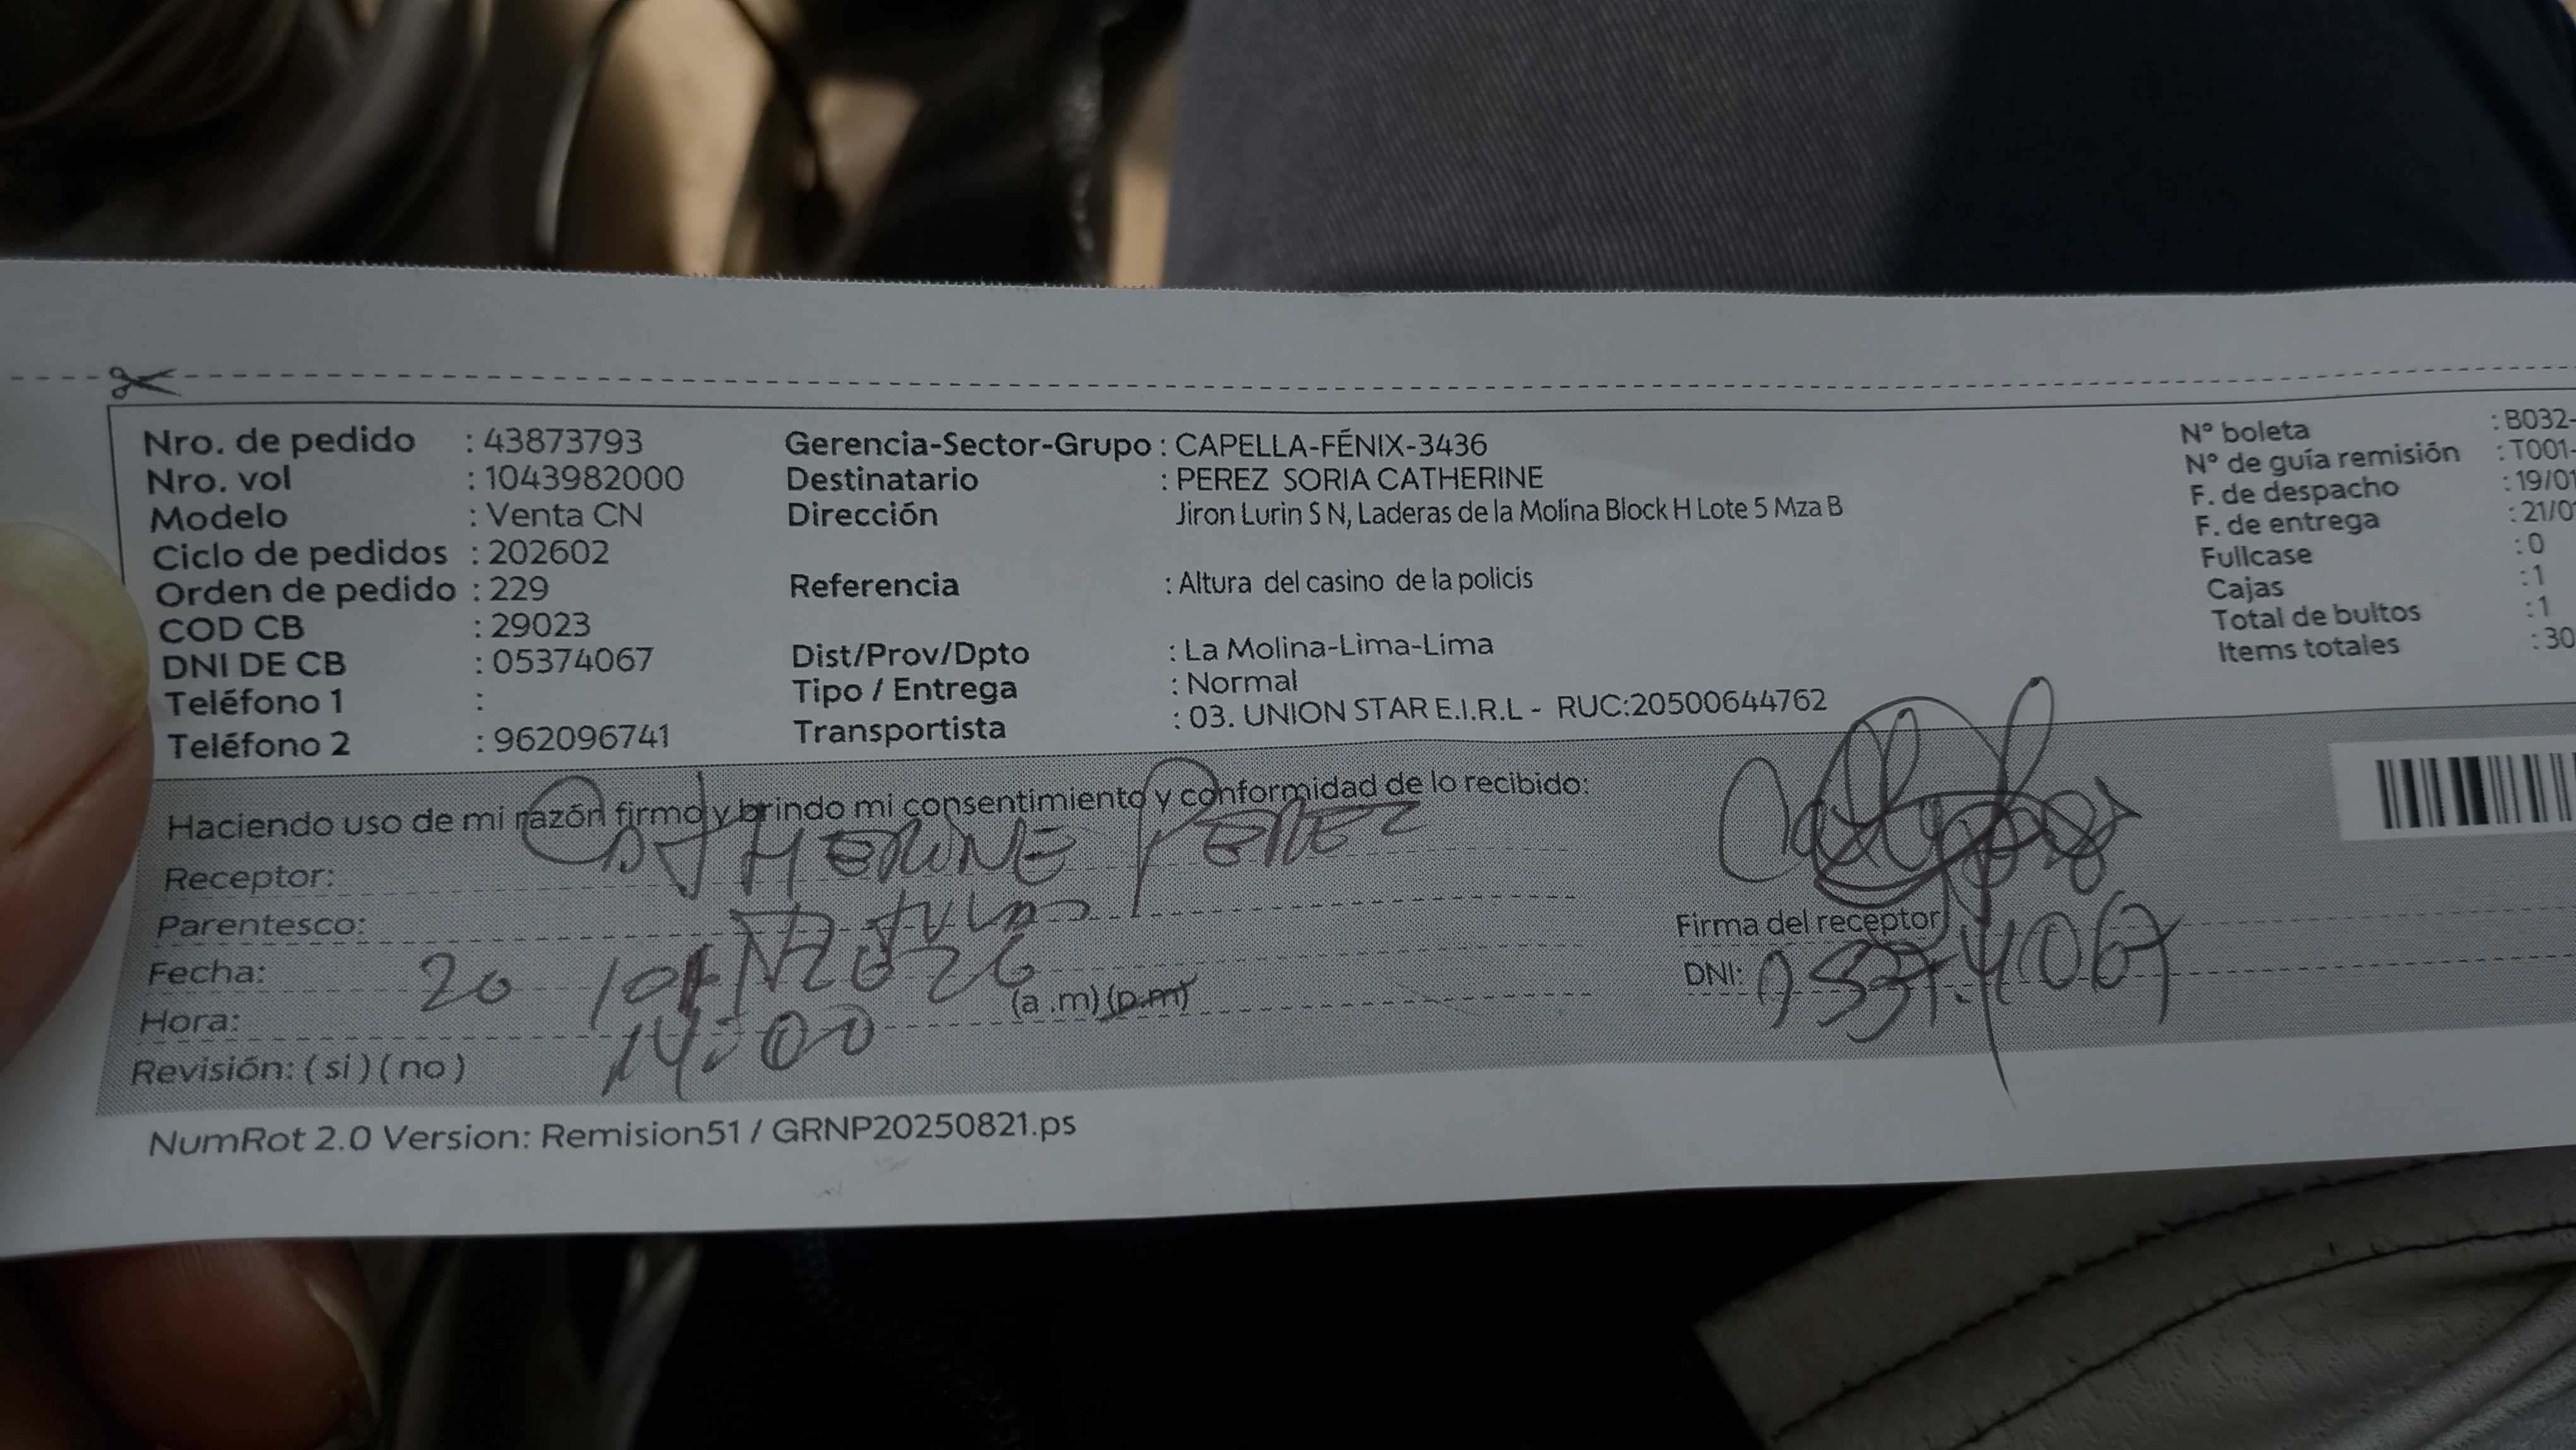 Nro. de pedido : 43873793
Nro. vol : 1043982000
Modelo : Venta CN
Ciclo de pedidos : 202602
Orden de pedido : 229
COD CB : 29023
DNI DE CB : 05374067
Teléfono 1 :
Teléfono 2 : 962096741
Gerencia-Sector-Grupo : CAPELLA-FÉNIX-3436
Destinatario : PEREZ SORIA CATHERINE
Dirección Jiron Lurin S N, Laderas de la Molina Block H Lote 5 Mza B
Referencia : Altura del casino de la policis
Dist/Prov/Dpto : La Molina-Lima-Lima
Tipo / Entrega : Normal
Transportista : 03. UNION STAR E.I.R.L - RUC:20500644762
N° boleta : B032-
N° de guía remisión : T001-
F. de despacho : 19/01
F. de entrega : 21/0
Fullcase : 0
Cajas : 1
Total de bultos : 1
Items totales : 30
Haciendo uso de mi razón firmo y brindo mi consentimiento y conformidad de lo recibido:
Receptor: CATHERINE PEREZ
Parentesco:
Fecha: 20 2026
Hora: 14:00 (a .m) (p.m)
Revisión: ( si ) ( no )
Firma del receptor
DNI: 05374067
NumRot 2.0 Version: Remision51 / GRNP20250821.ps